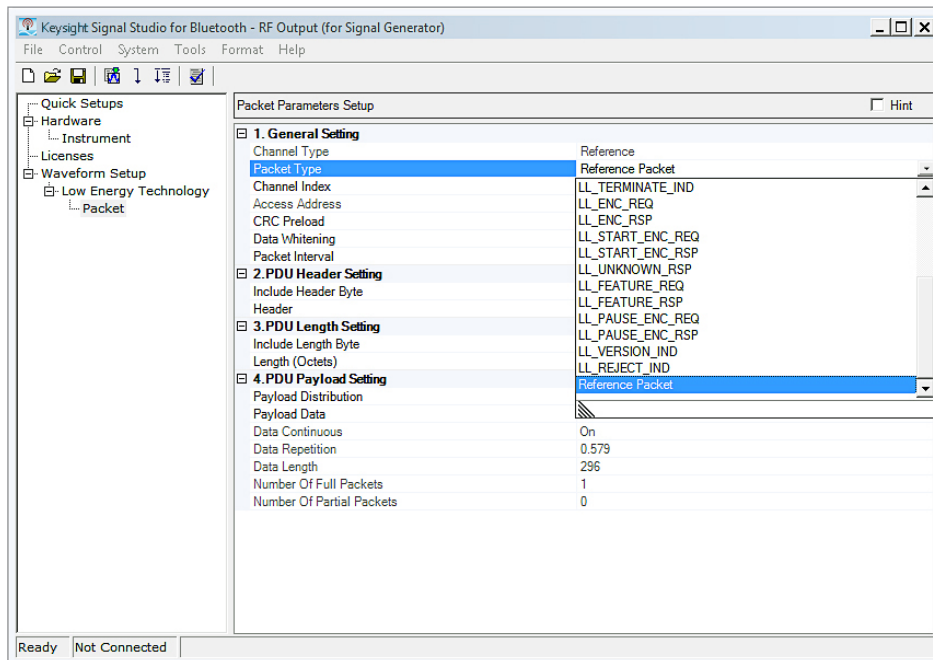 Keysight Signal Studio for Bluetooth - RF Output (for Signal Generator)
File Control System Tools Format Help
Quick Setups
Hardware
Instrument
Licenses
Waveform Setup
Low Energy Technology
Packet
Packet Parameters Setup Hint
1. General Setting
Channel Type Reference
Packet Type Reference Packet
Channel Index
Access Address
CRC Preload
Data Whitening
Packet Interval
2.PDU Header Setting
Include Header Byte
Header
3.PDU Length Setting
Include Length Byte
Length (Octets)
4.PDU Payload Setting
Payload Distribution
Payload Data
LL_TERMINATE_IND
LL_ENC_REQ
LL_ENC_RSP
LL_START_ENC_REQ
LL_START_ENC_RSP
LL_UNKNOWN_RSP
LL_FEATURE_REQ
LL_FEATURE_RSP
LL_PAUSE_ENC_REQ
LL_PAUSE_ENC_RSP
LL_VERSION_IND
LL_REJECT_IND
Reference Packet
Data Continuous On
Data Repetition 0.579
Data Length 296
Number Of Full Packets 1
Number Of Partial Packets 0
Ready Not Connected